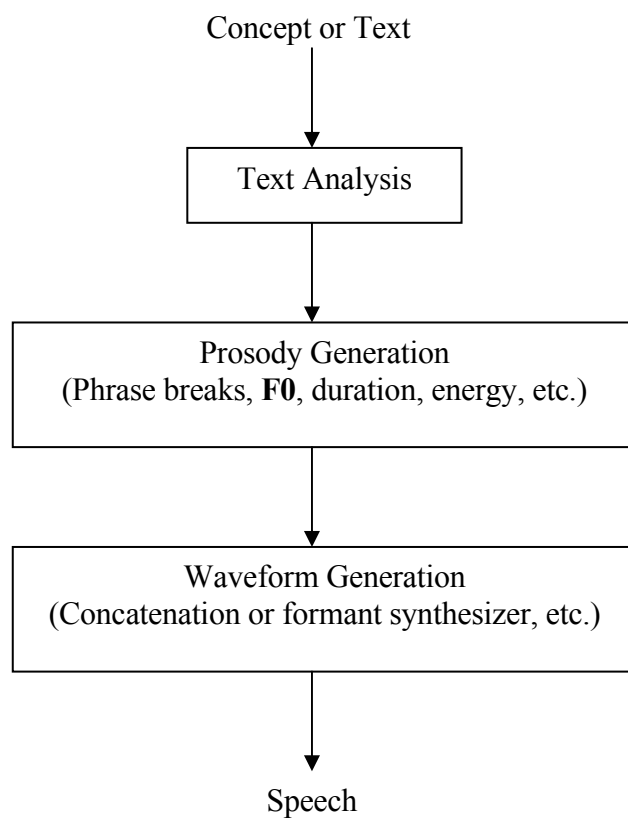 Concept or Text
Text Analysis
Prosody Generation
(Phrase breaks, F0, duration, energy, etc.)
Waveform Generation
(Concatenation or formant synthesizer, etc.)
Speech